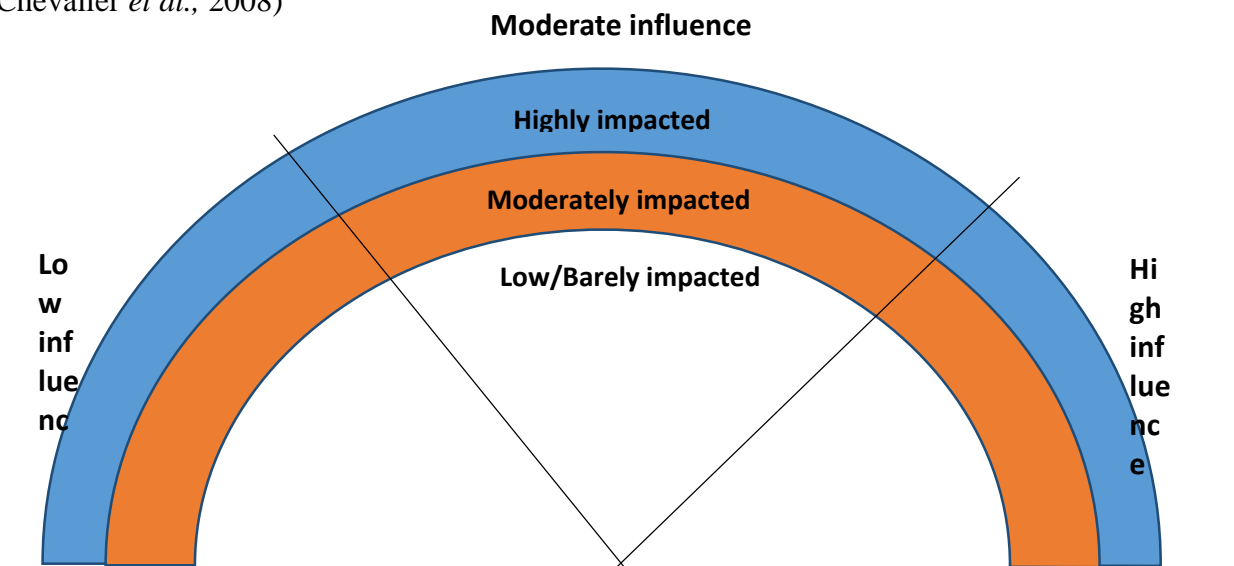 Chevalier et al., 2008)
Moderate influence
Highly impacted
Moderately impacted
Low/Barely impacted
Lo
w
inf
lue
nc
Hi
gh
inf
lue
nc
e